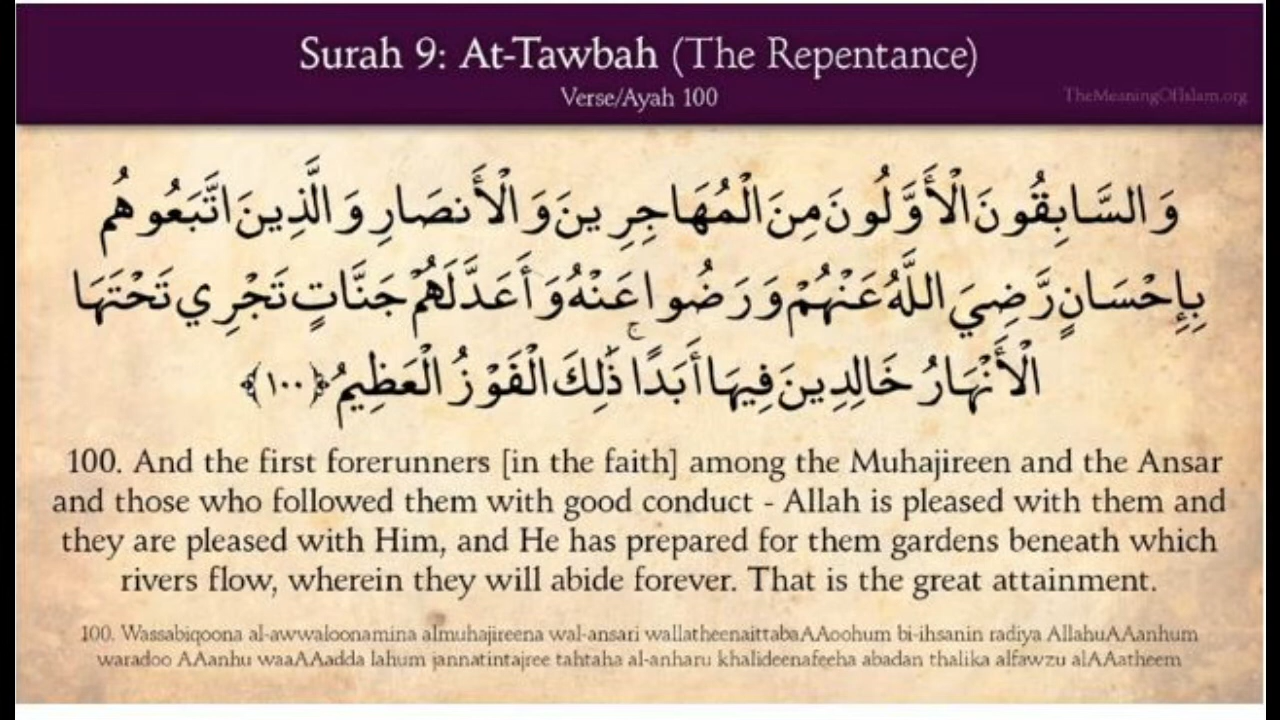 Surah 9: At-Tawbah (The Repentance)
Verse/Ayah 100
TheMeaningOfIslam.org
وَالسَّابِقُونَ الْأَوَّلُونَ مِنَ الْمُهَاجِرِينَ وَالْأَنصَارِ وَالَّذِينَ اتَّبَعُوهُم
بِإِحْسَانٍ رَّضِيَ اللَّهُ عَنْهُمْ وَرَضُوا عَنْهُ وَأَعَدَّ لَهُمْ جَنَّاتٍ تَجْرِي تَحْتَهَا
الْأَنْهَارُ خَالِدِينَ فِيهَا أَبَدًا ۚ ذَٰلِكَ الْفَوْزُ الْعَظِيمُ ﴿١٠٠﴾
100. And the first forerunners [in the faith] among the Muhajireen and the Ansar
and those who followed them with good conduct - Allah is pleased with them and
they are pleased with Him, and He has prepared for them gardens beneath which
rivers flow, wherein they will abide forever. That is the great attainment.
100. Wassabiqoona al-awwaloonamina almuhajireena wal-ansari wallatheenaittabaAAoohum bi-ihsanin radiya AllahuAAanhum
waradoo AAanhu waaAAadda lahum jannatintajree tahtaha al-anharu khalideenafeeha abadan thalika alfawzu alAAatheem